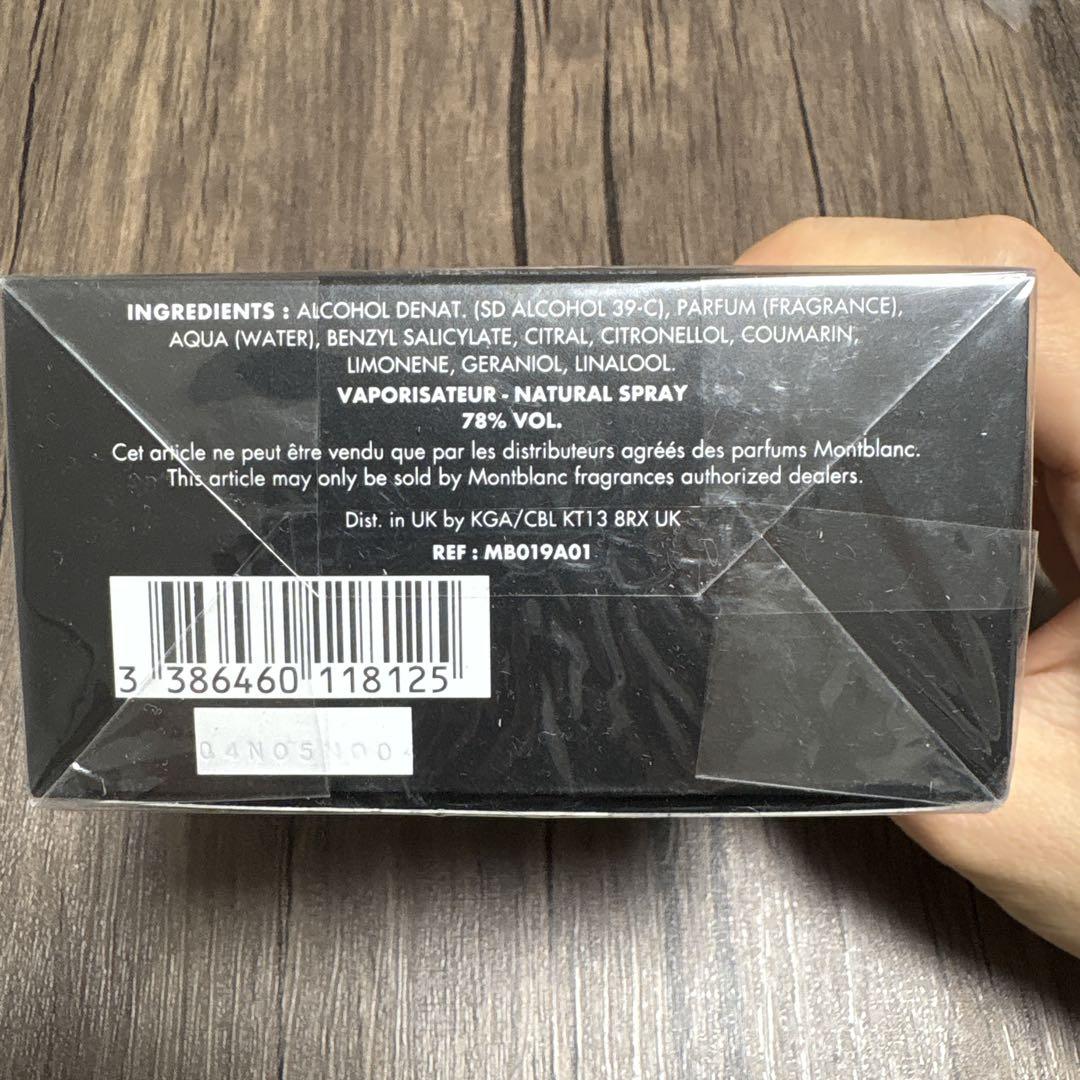 INGREDIENTS : ALCOHOL DENAT. (SD ALCOHOL 39-C), PARFUM (FRAGRANCE),
AQUA (WATER), BENZYL SALICYLATE, CITRAL, CITRONELLOL, COUMARIN,
LIMONENE, GERANIOL, LINALOOL.
VAPORISATEUR - NATURAL SPRAY
78% VOL.
Cet article ne peut être vendu que par les distributeurs agréés des parfums Montblanc.
This article may only be sold by Montblanc fragrances authorized dealers.
Dist. in UK by KGA/CBL KT13 8RX UK
REF : MB019A01
3 386460 118125